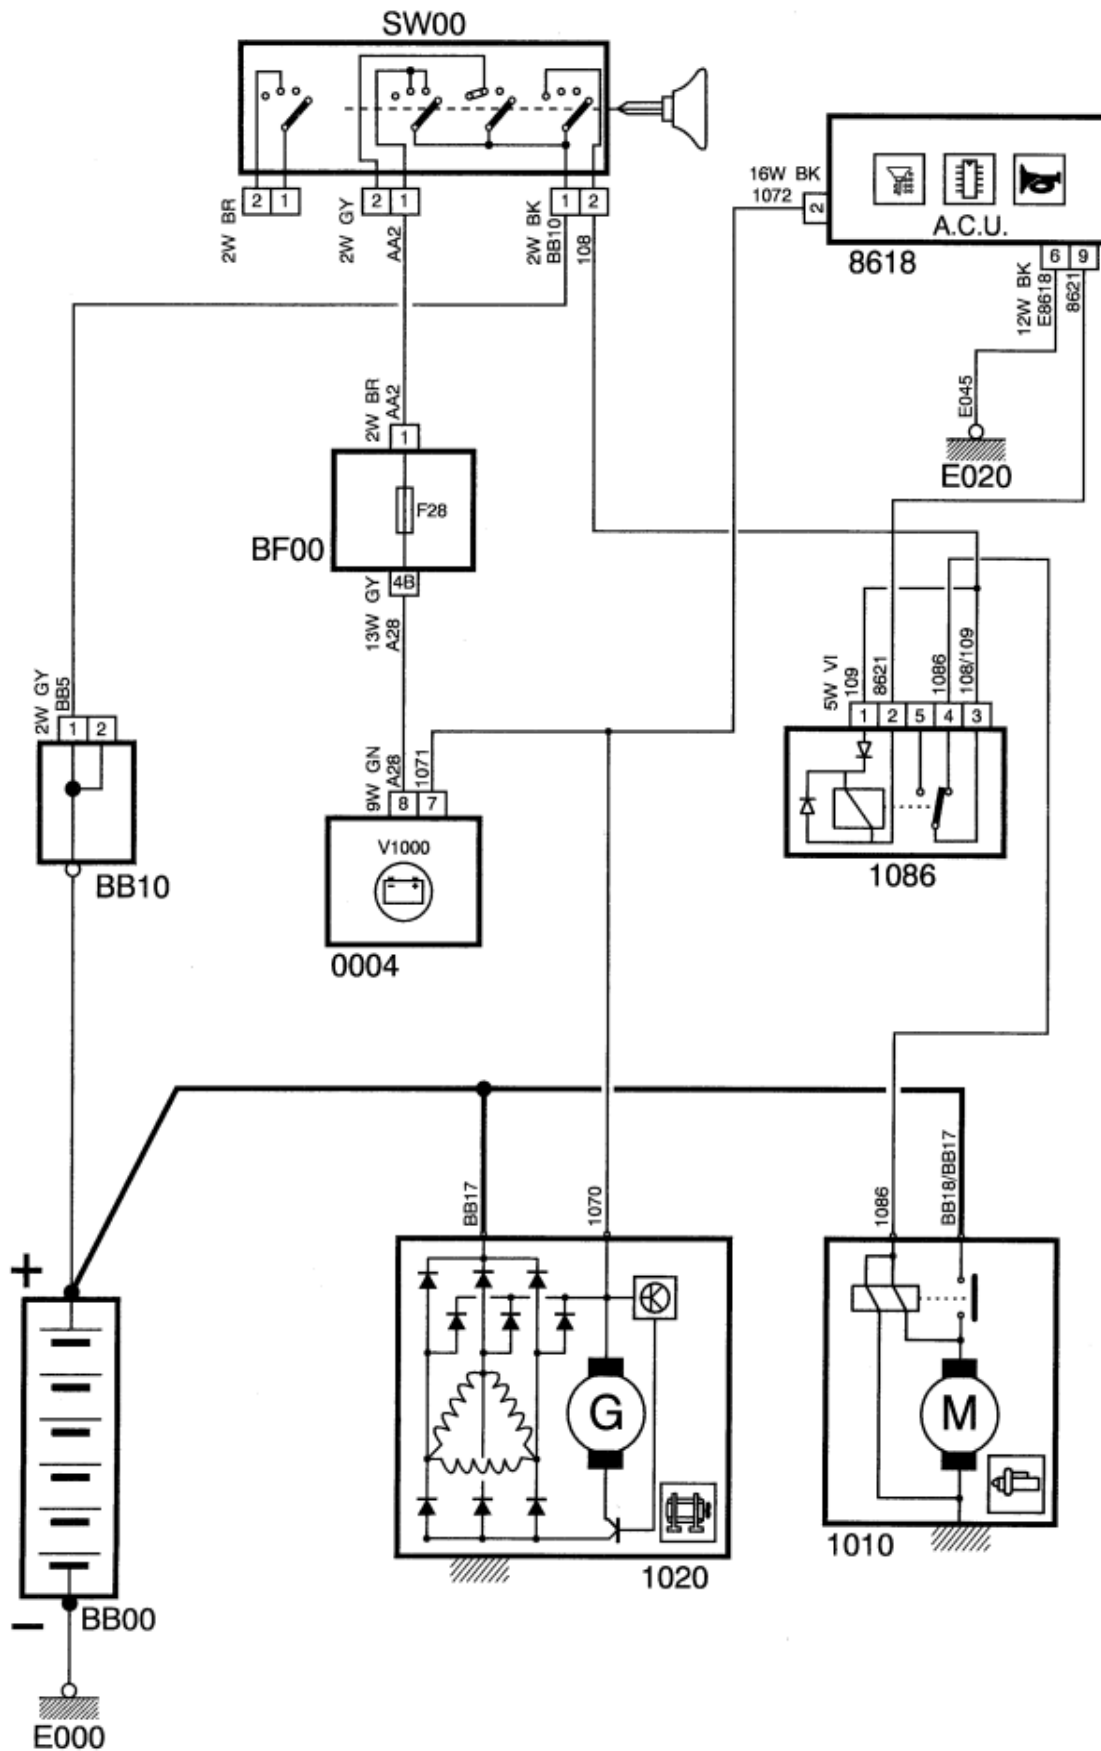 SW00
2 1
2 1
1 2
2W BR
2W GY
AA2
2W BK
BB10
108
16W BK
1072
2
A.C.U.
8618
6 9
12W BK
E8618
8621
E045
E020
2W BR
AA2
1
F28
BF00
4B
13W GY
A28
2W GY
BB5
1 2
BB10
9W GN
A28
1071
8 7
V1000
0004
5W VI
109
8621
1086
108/109
1 2 5 4 3
1086
BB17
1070
1086
BB18/BB17
+
G
M
1020
1010
−
BB00
E000